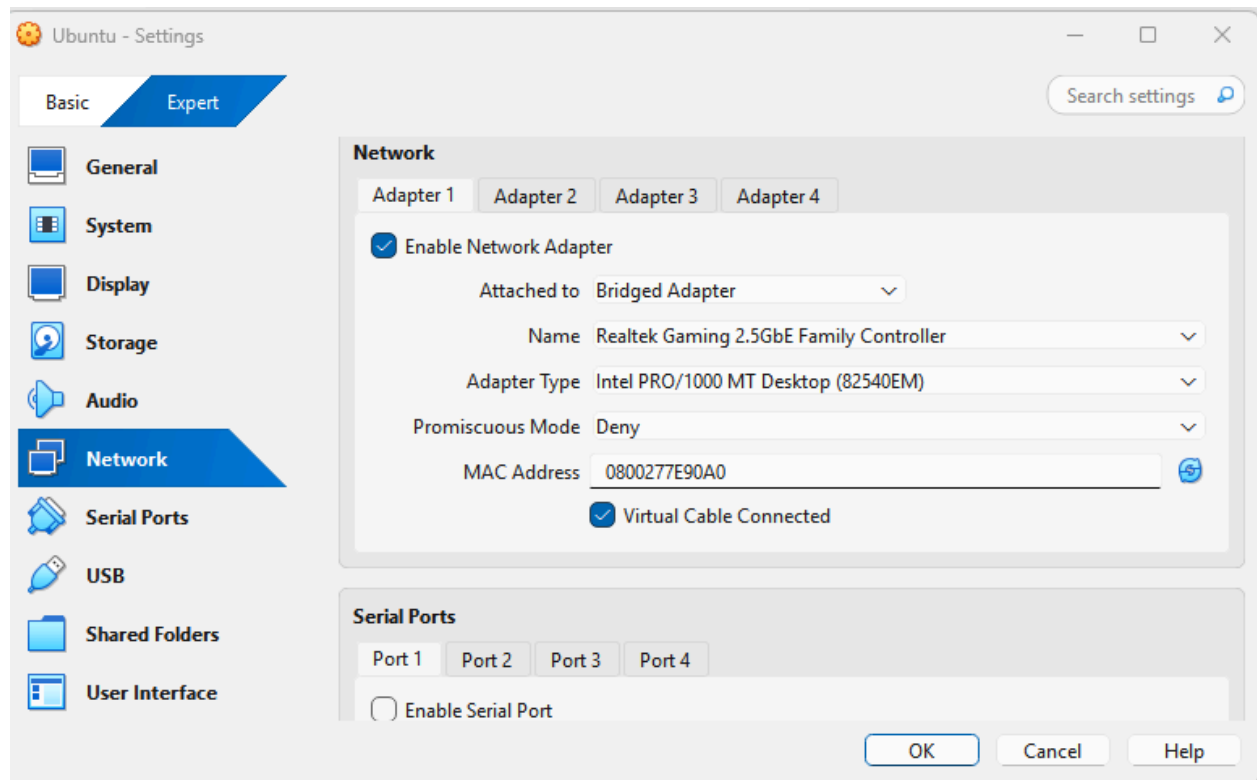 Ubuntu - Settings
Basic Expert
Search settings
General
System
Display
Storage
Audio
Network
Serial Ports
USB
Shared Folders
User Interface
Network
Adapter 1 Adapter 2 Adapter 3 Adapter 4
Enable Network Adapter
Attached to Bridged Adapter
Name Realtek Gaming 2.5GbE Family Controller
Adapter Type Intel PRO/1000 MT Desktop (82540EM)
Promiscuous Mode Deny
MAC Address 0800277E90A0
Virtual Cable Connected
Serial Ports
Port 1 Port 2 Port 3 Port 4
Enable Serial Port
OK Cancel Help